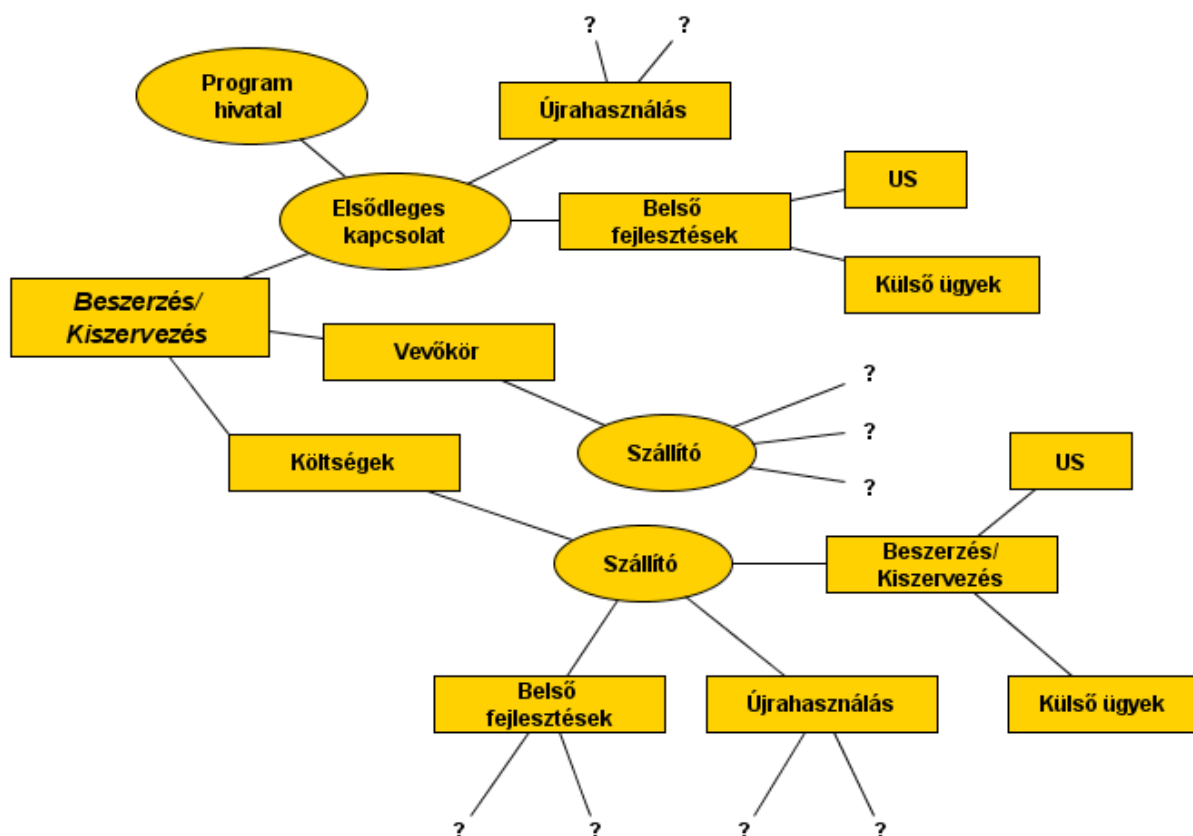 ? ?
Program
hivatal
Újrahasználás
US
Elsődleges
kapcsolat
Belső
fejlesztések
Külső ügyek
Beszerzés/
Kiszervezés
Vevőkör
?
?
?
Szállító
Költségek
US
Szállító
Beszerzés/
Kiszervezés
Belső
fejlesztések
Újrahasználás
Külső ügyek
? ? ? ?